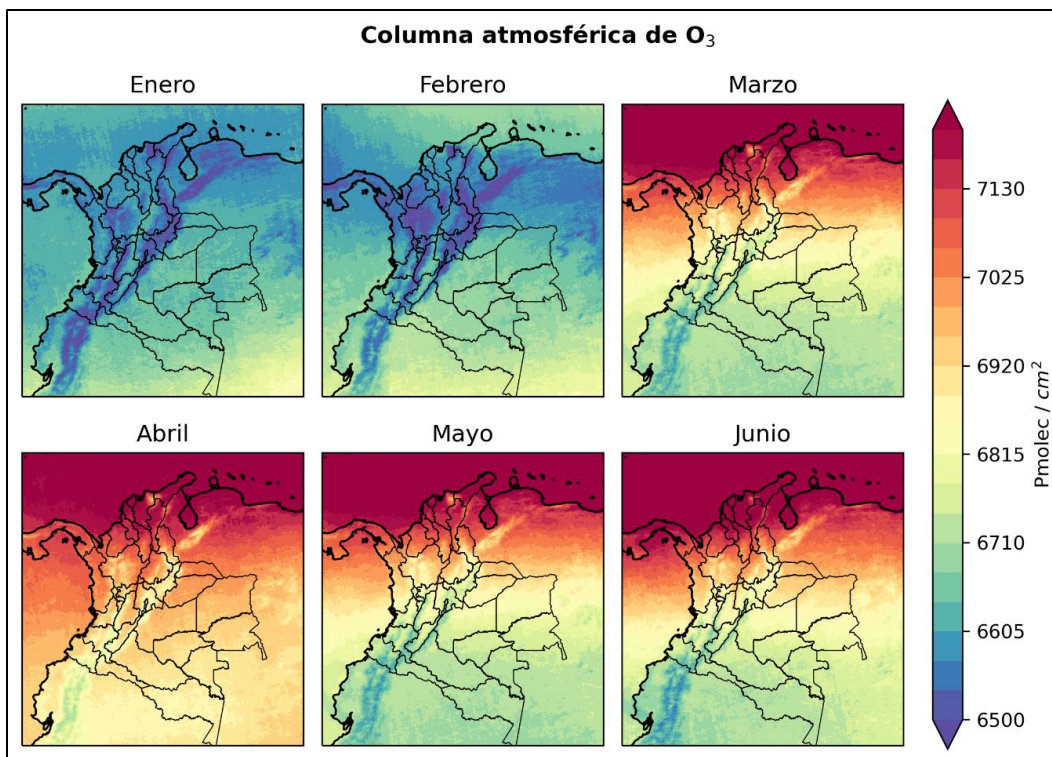 Columna atmosférica de O₃
Enero
Febrero
Marzo
Abril
Mayo
Junio
7130
7025
6920
6815
6710
6605
6500
Pmolec / cm²